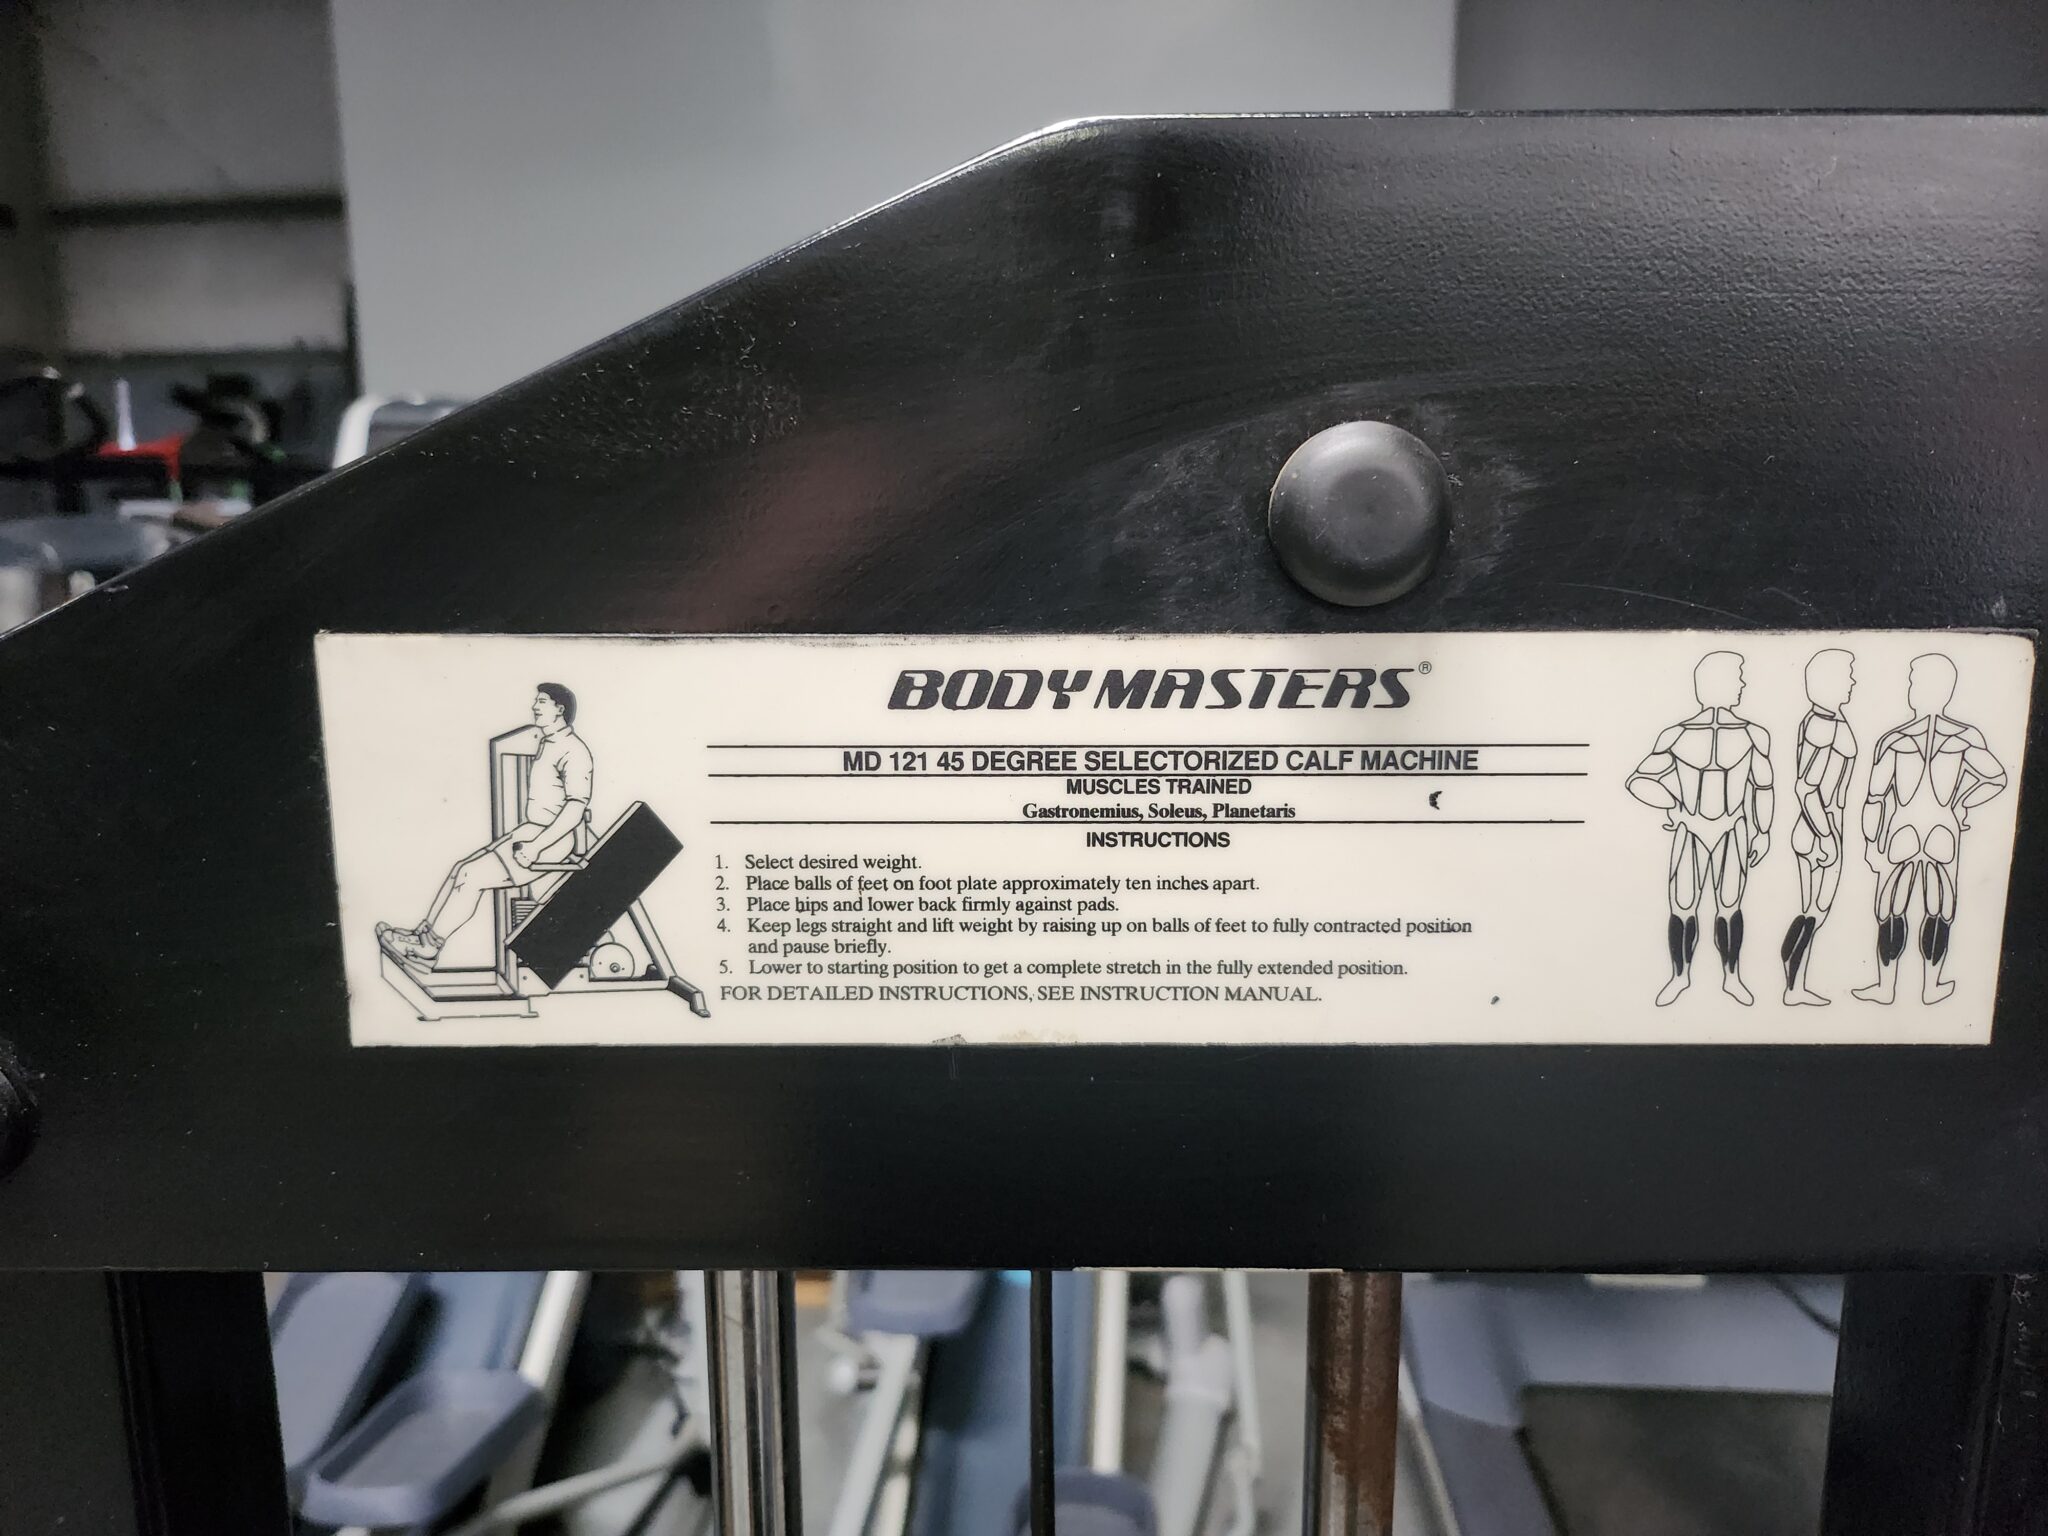 BODYMASTERS®
MD 121 45 DEGREE SELECTORIZED CALF MACHINE
MUSCLES TRAINED
Gastronemius, Soleus, Planetaris
INSTRUCTIONS
1. Select desired weight.
2. Place balls of feet on foot plate approximately ten inches apart.
3. Place hips and lower back firmly against pads.
4. Keep legs straight and lift weight by raising up on balls of feet to fully contracted position
and pause briefly.
5. Lower to starting position to get a complete stretch in the fully extended position.
FOR DETAILED INSTRUCTIONS, SEE INSTRUCTION MANUAL.